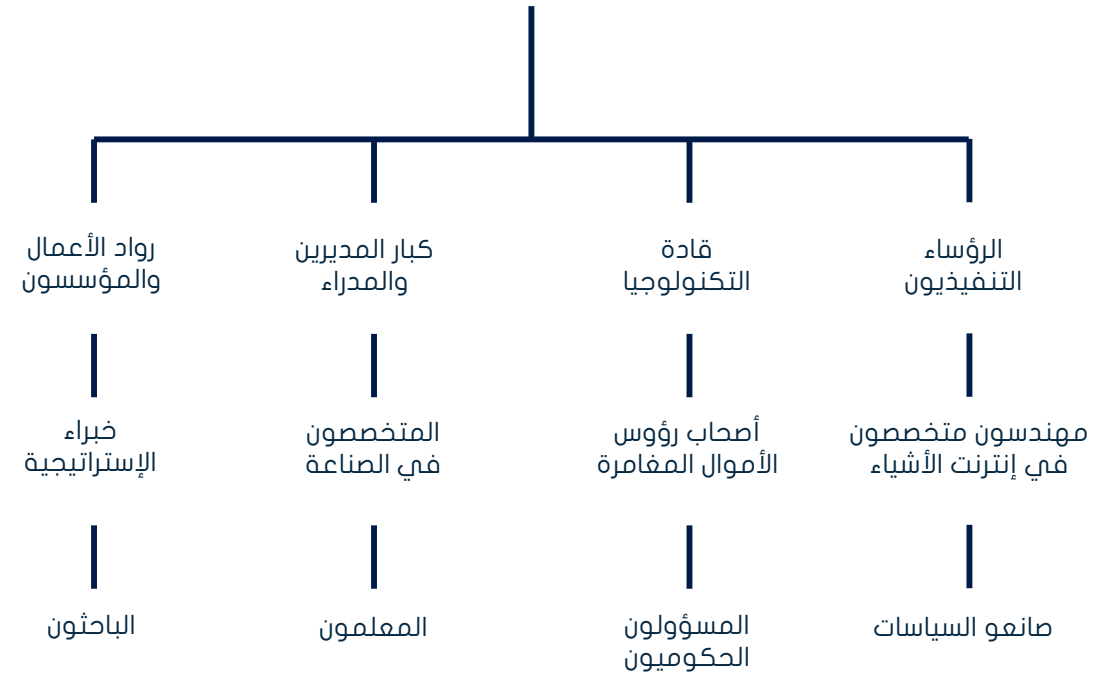 الرؤساء
التنفيذيون
قادة
التكنولوجيا
كبار المديرين
والمدراء
رواد الأعمال
والمؤسسون
مهندسون متخصصون
في إنترنت الأشياء
أصحاب رؤوس
الأموال المغامرة
المتخصصون
في الصناعة
خبراء
الإستراتيجية
صانعو السياسات
المسؤولون
الحكوميون
المعلمون
الباحثون